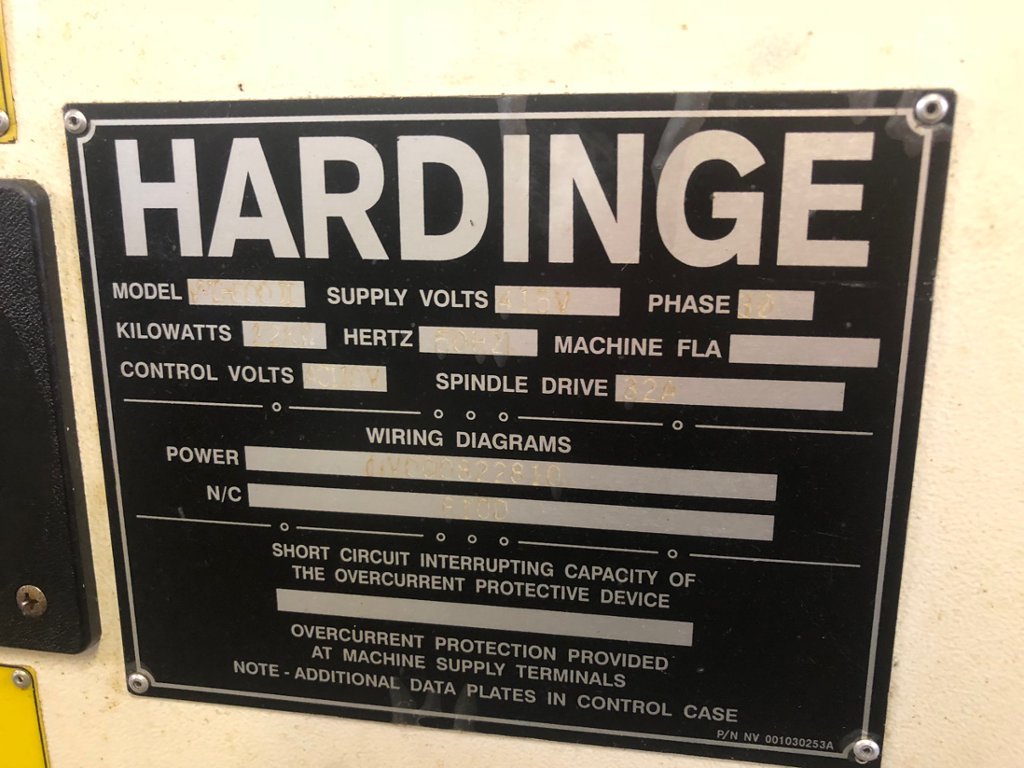 HARDINGE
MODEL SUPPLY VOLTS 415V PHASE
KILOWATTS HERTZ MACHINE FLA
CONTROL VOLTS SPINDLE DRIVE 32A
WIRING DIAGRAMS
POWER
N/C
SHORT CIRCUIT INTERRUPTING CAPACITY OF
THE OVERCURRENT PROTECTIVE DEVICE
OVERCURRENT PROTECTION PROVIDED
AT MACHINE SUPPLY TERMINALS
NOTE - ADDITIONAL DATA PLATES IN CONTROL CASE
P/N NV 001030253A